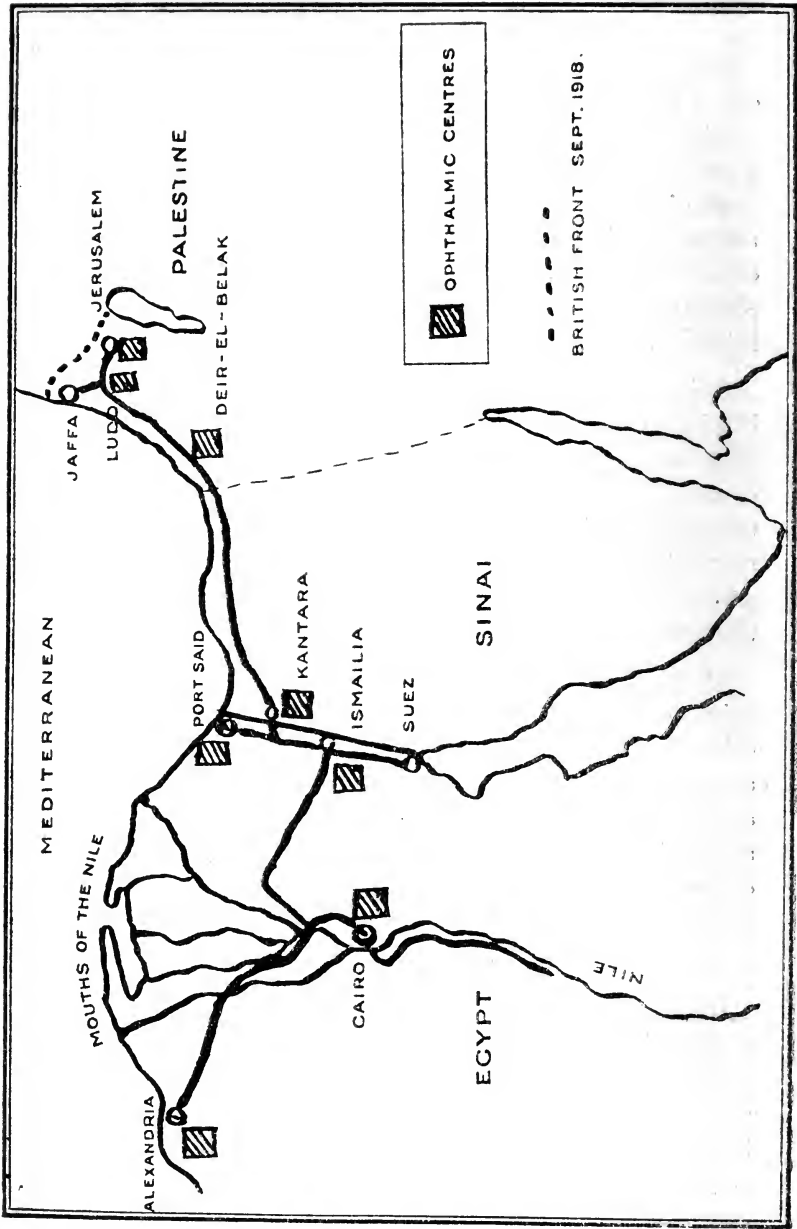 MEDITERRANEAN
MOUTHS OF THE NILE
ALEXANDRIA
PORT SAID
JAFFA
LUDD
JERUSALEM
PALESTINE
DEIR-EL-BELAK
KANTARA
ISMAILIA
SUEZ
CAIRO
SINAI
EGYPT
NILE
OPHTHALMIC CENTRES
BRITISH FRONT SEPT. 1918.